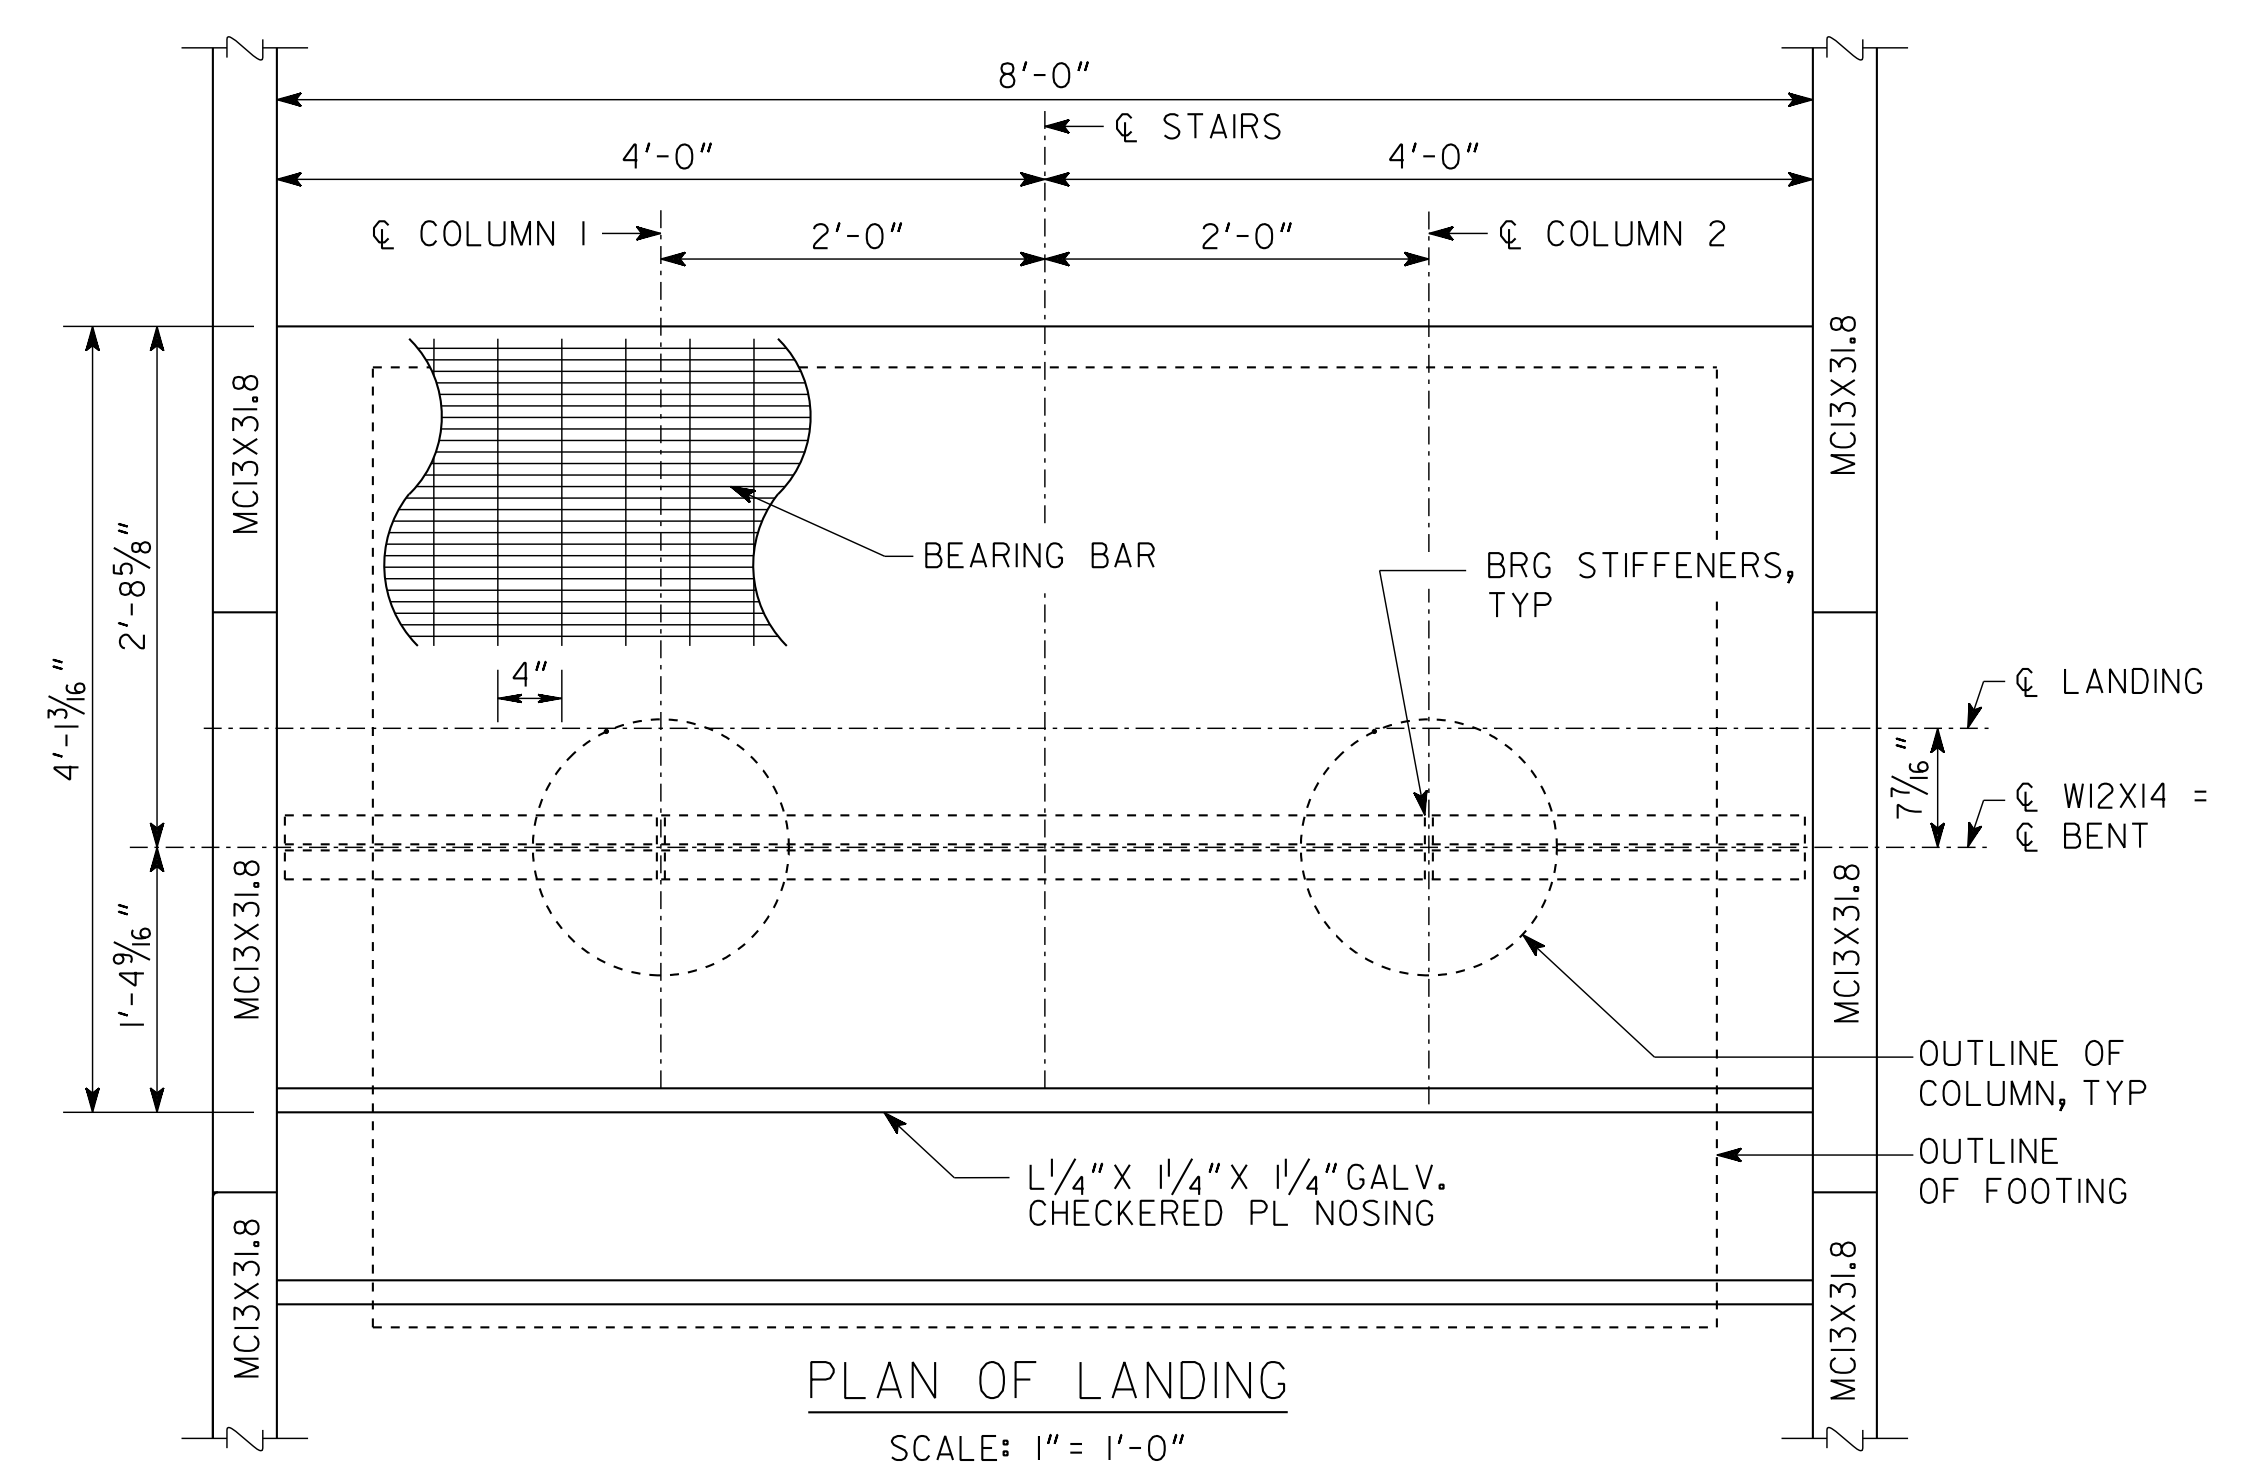 8'-0"
℄ STAIRS
4'-0"
4'-0"
℄ COLUMN 1
2'-0"
2'-0"
℄ COLUMN 2
MC13X31.8
MC13X31.8
2'-8 5/8"
4'-1 3/16"
BEARING BAR
BRG STIFFENERS,
TYP
4"
℄ LANDING
7 7/16"
℄ W12X14 =
℄ BENT
1'-4 9/16"
MC13X31.8
MC13X31.8
OUTLINE OF
COLUMN, TYP
OUTLINE
OF FOOTING
L1/4"X 1 1/4"X 1 1/4"GALV.
CHECKERED PL NOSING
MC13X31.8
MC13X31.8
PLAN OF LANDING
SCALE: 1"= 1'-0"